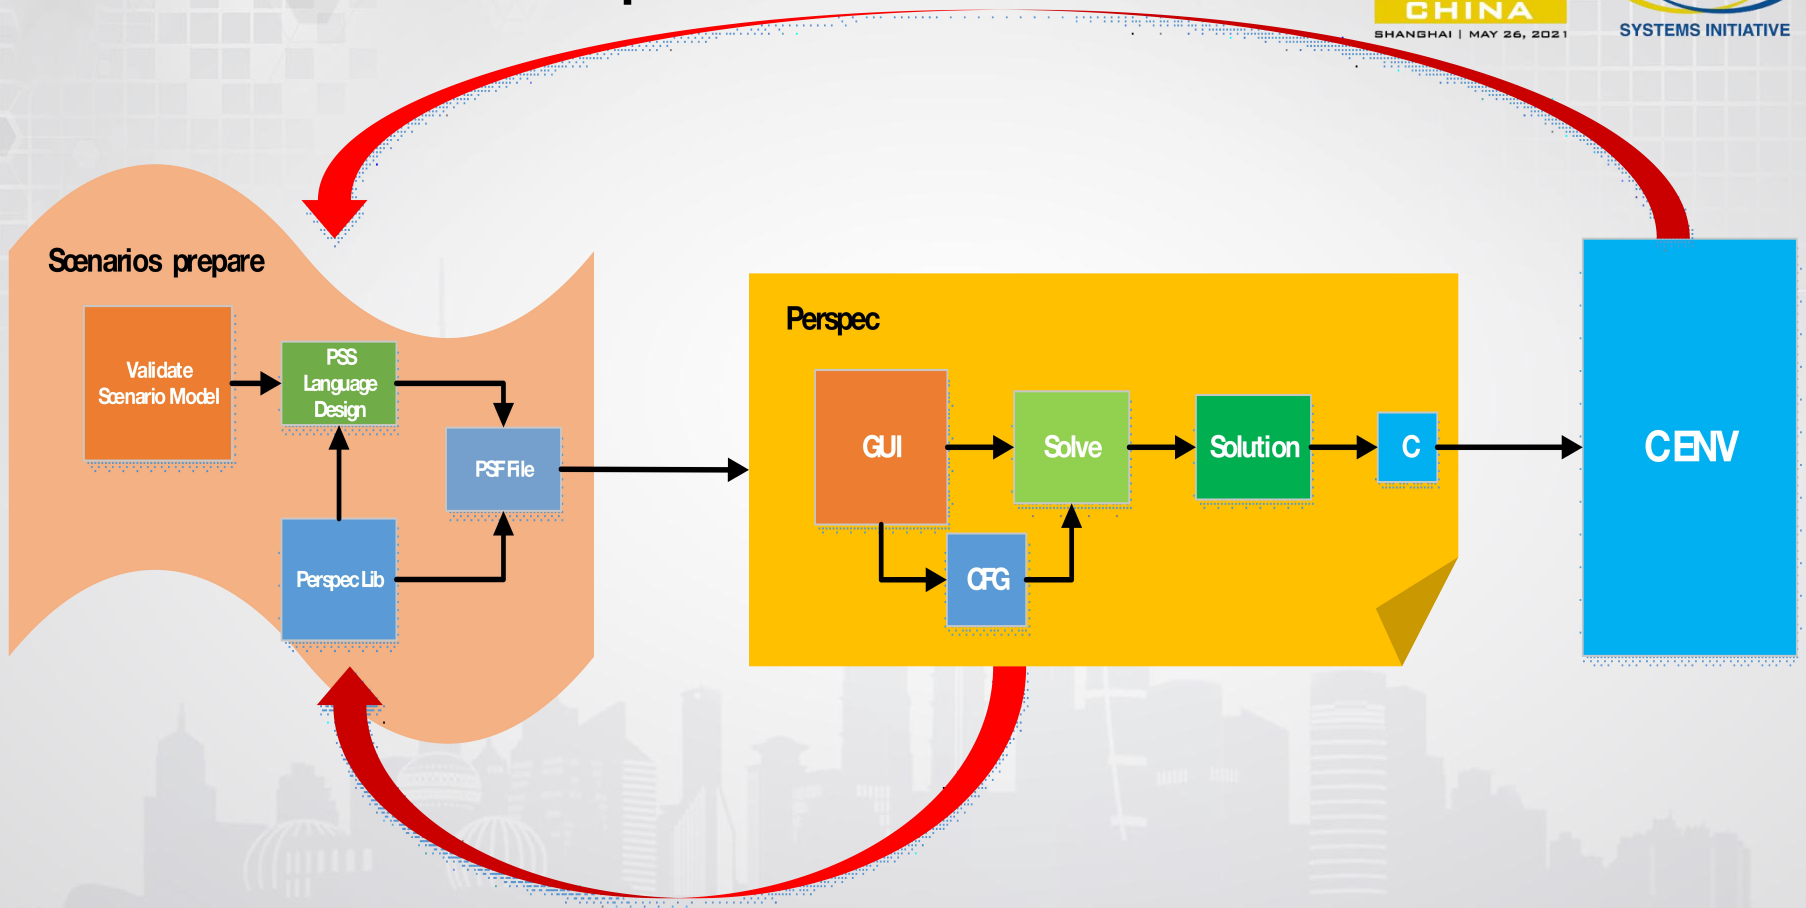 CHINA
SHANGHAI | MAY 26, 2021
SYSTEMS INITIATIVE
Scenarios prepare
Validate
Scenario Model
PSS
Language
Design
PSF File
Perspec Lib
Perspec
GUI
Solve
Solution
C
CFG
C ENV